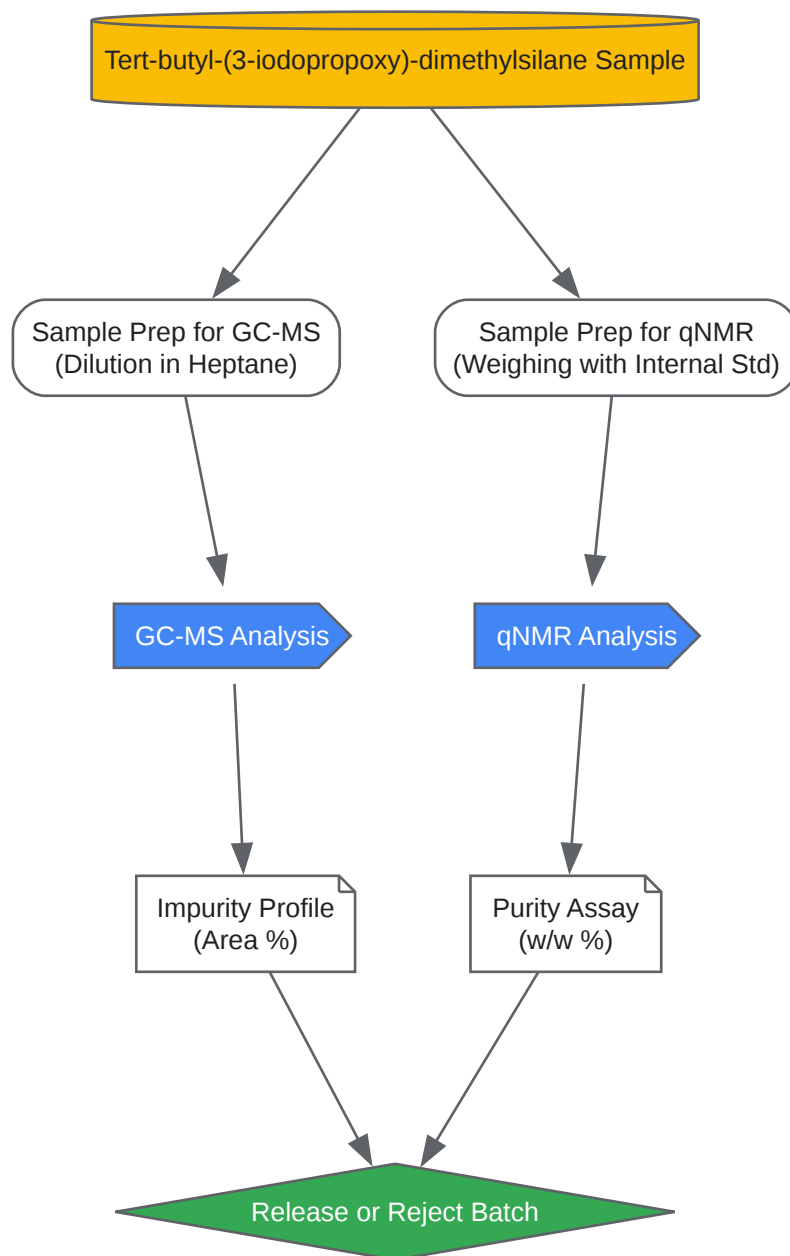 Tert-butyl-(3-iodopropoxy)-dimethylsilane Sample
Sample Prep for GC-MS
(Dilution in Heptane)
Sample Prep for qNMR
(Weighing with Internal Std)
GC-MS Analysis
qNMR Analysis
Impurity Profile
(Area %)
Purity Assay
(w/w %)
Release or Reject Batch